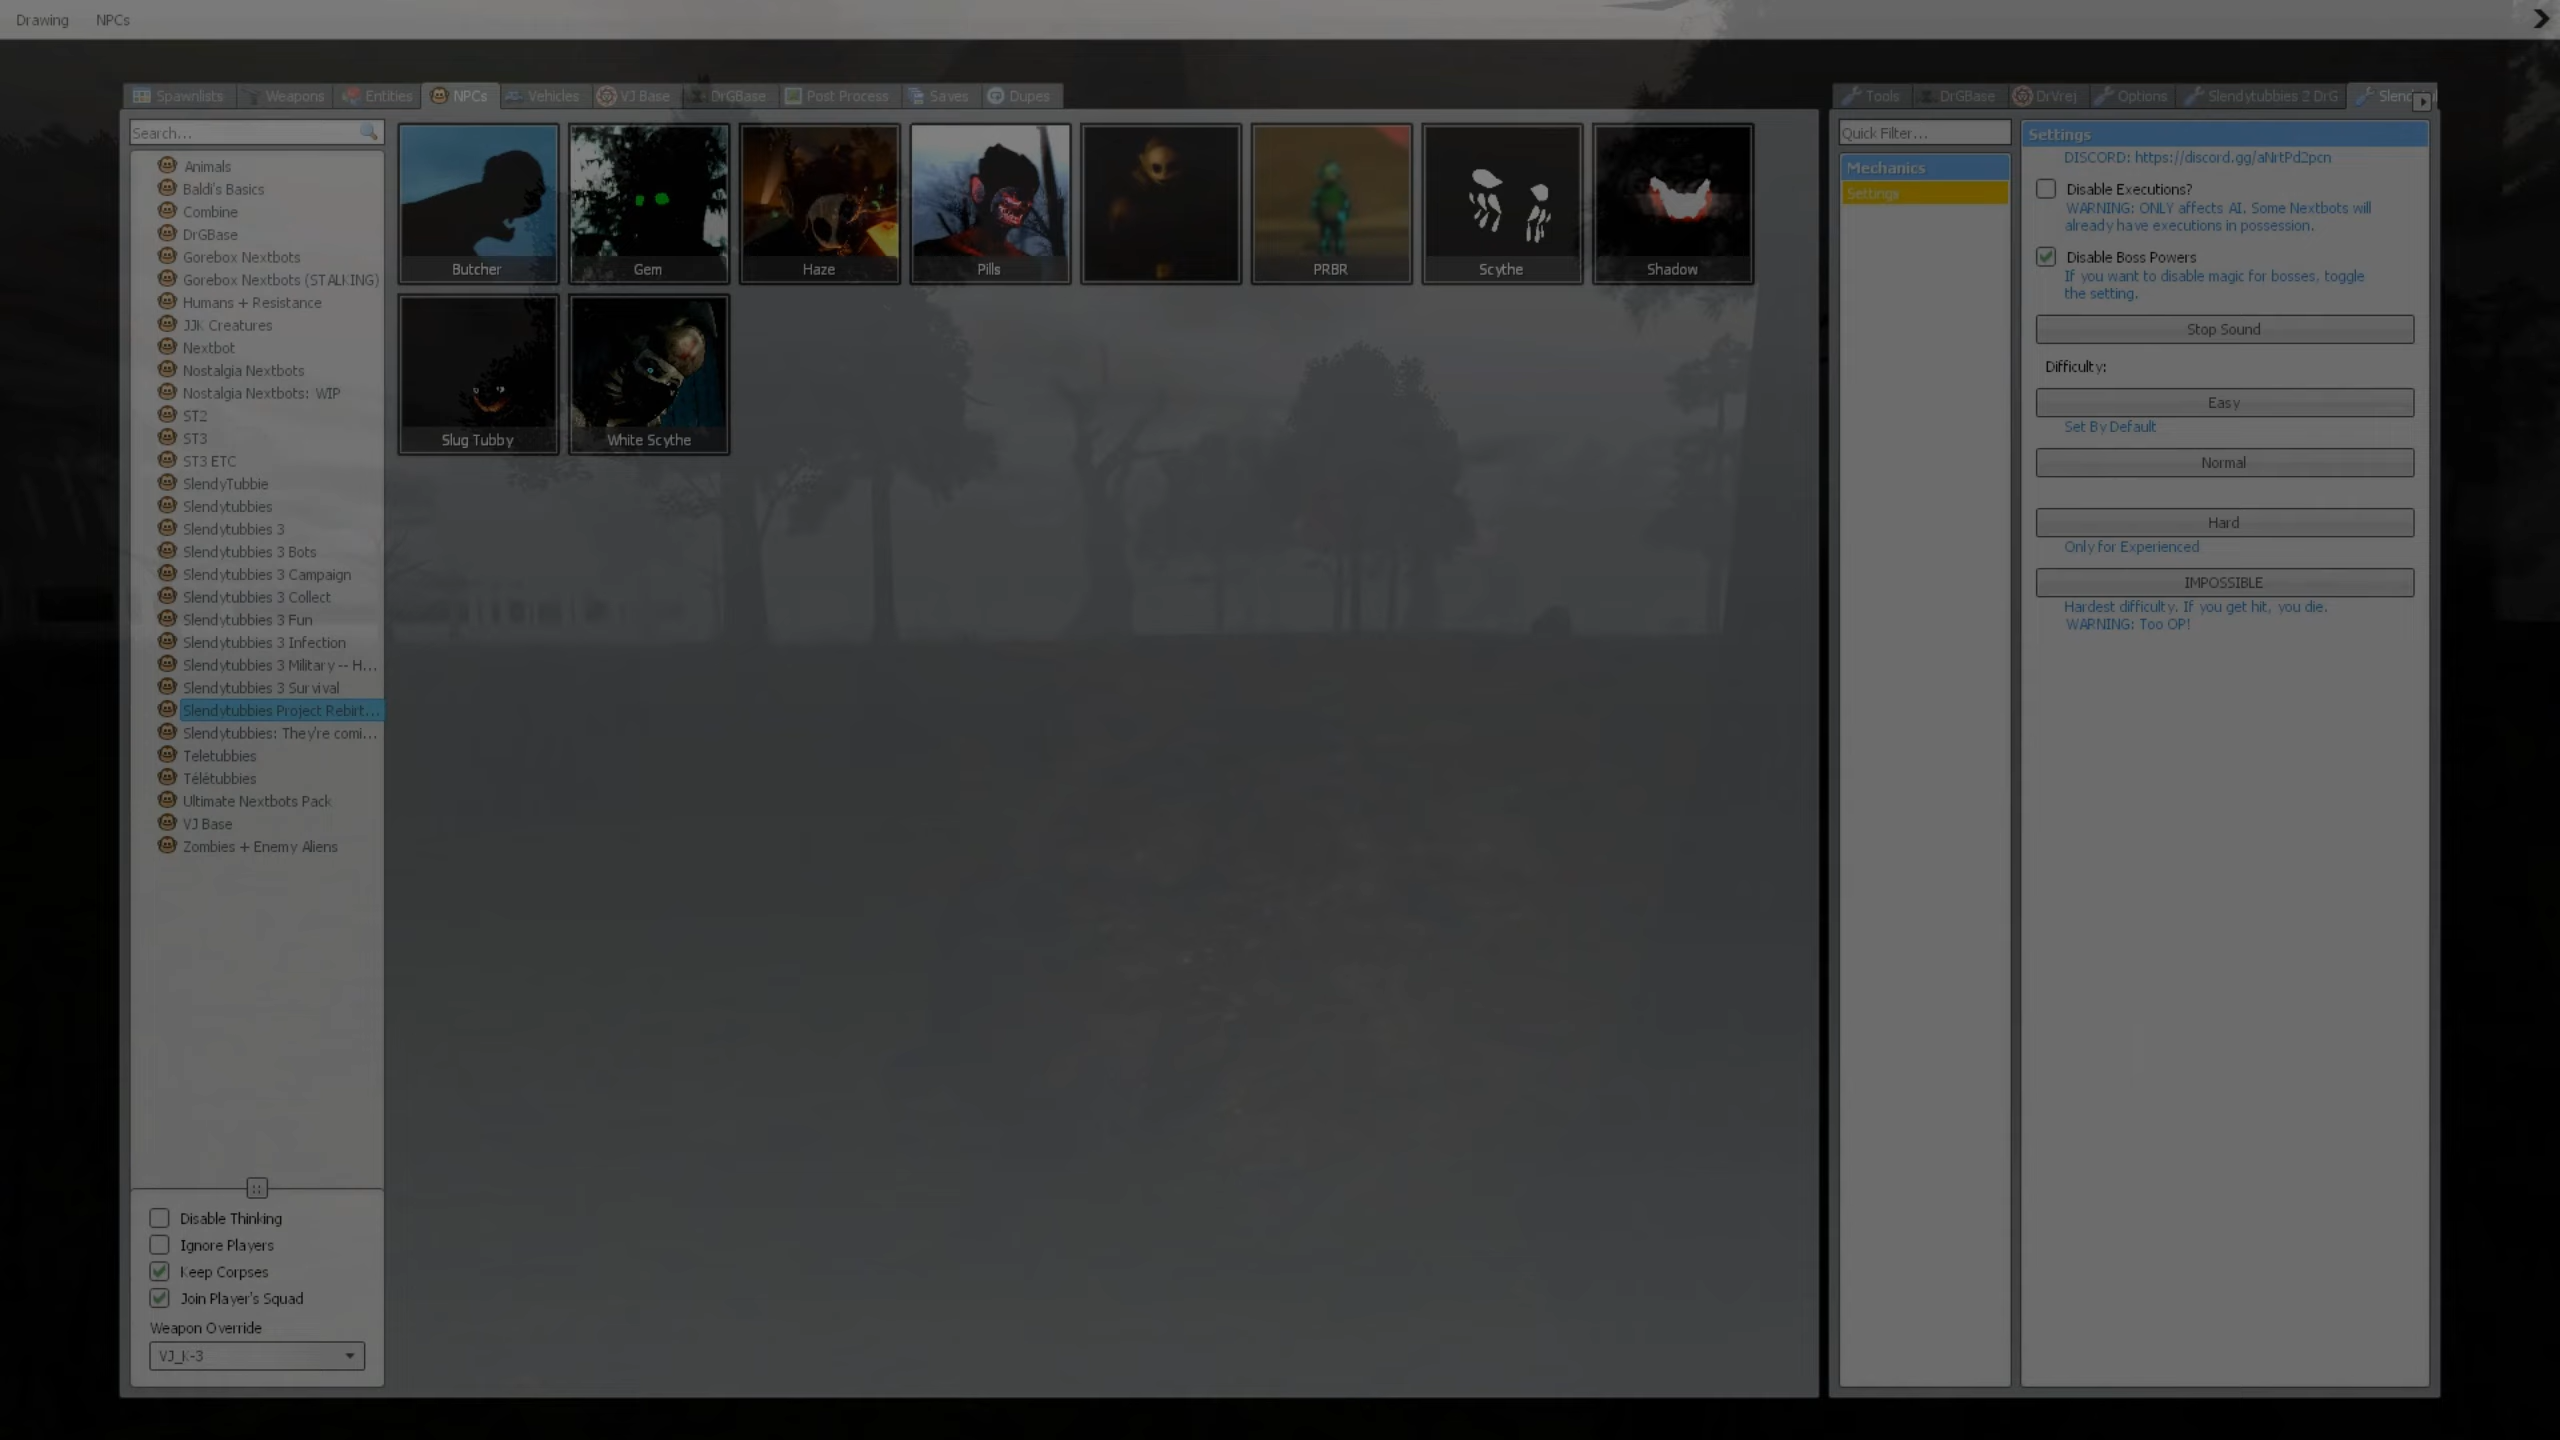 Drawing NPCs
Spawnlists Weapons Entities NPCs Vehicles VJ Base DrGBase Post Process Saves Dupes
Search...
Animals
Baldi's Basics
Combine
DrGBase
Gorebox Nextbots
Gorebox Nextbots (STALKING)
Humans + Resistance
JJK Creatures
Nextbot
Nostalgia Nextbots
Nostalgia Nextbots: WIP
ST2
ST3
ST3 ETC
SlendyTubbie
Slendytubbies
Slendytubbies 3
Slendytubbies 3 Bots
Slendytubbies 3 Campaign
Slendytubbies 3 Collect
Slendytubbies 3 Fun
Slendytubbies 3 Infection
Slendytubbies 3 Military -- H...
Slendytubbies 3 Survival
Slendytubbies Project Rebirt...
Slendytubbies: They're comi...
Teletubbies
Télétubbies
Ultimate Nextbots Pack
VJ Base
Zombies + Enemy Aliens
Disable Thinking
Ignore Players
Keep Corpses
Join Player's Squad
Weapon Override
VJ_K-3
Butcher Gem Haze Pills PRBR Scythe Shadow
Slug Tubby White Scythe
Tools DrGBase DrVrej Options Slendytubbies 2 DrG
Quick Filter...
Mechanics
Settings
Settings
DISCORD: https://discord.gg/aNrtPd2pcn
Disable Executions?
WARNING: ONLY affects AI. Some Nextbots will
already have executions in possession.
Disable Boss Powers
If you want to disable magic for bosses, toggle
the setting.
Stop Sound
Difficulty:
Easy
Set By Default
Normal
Hard
Only for Experienced
IMPOSSIBLE
Hardest difficulty. If you get hit, you die.
WARNING: Too OP!